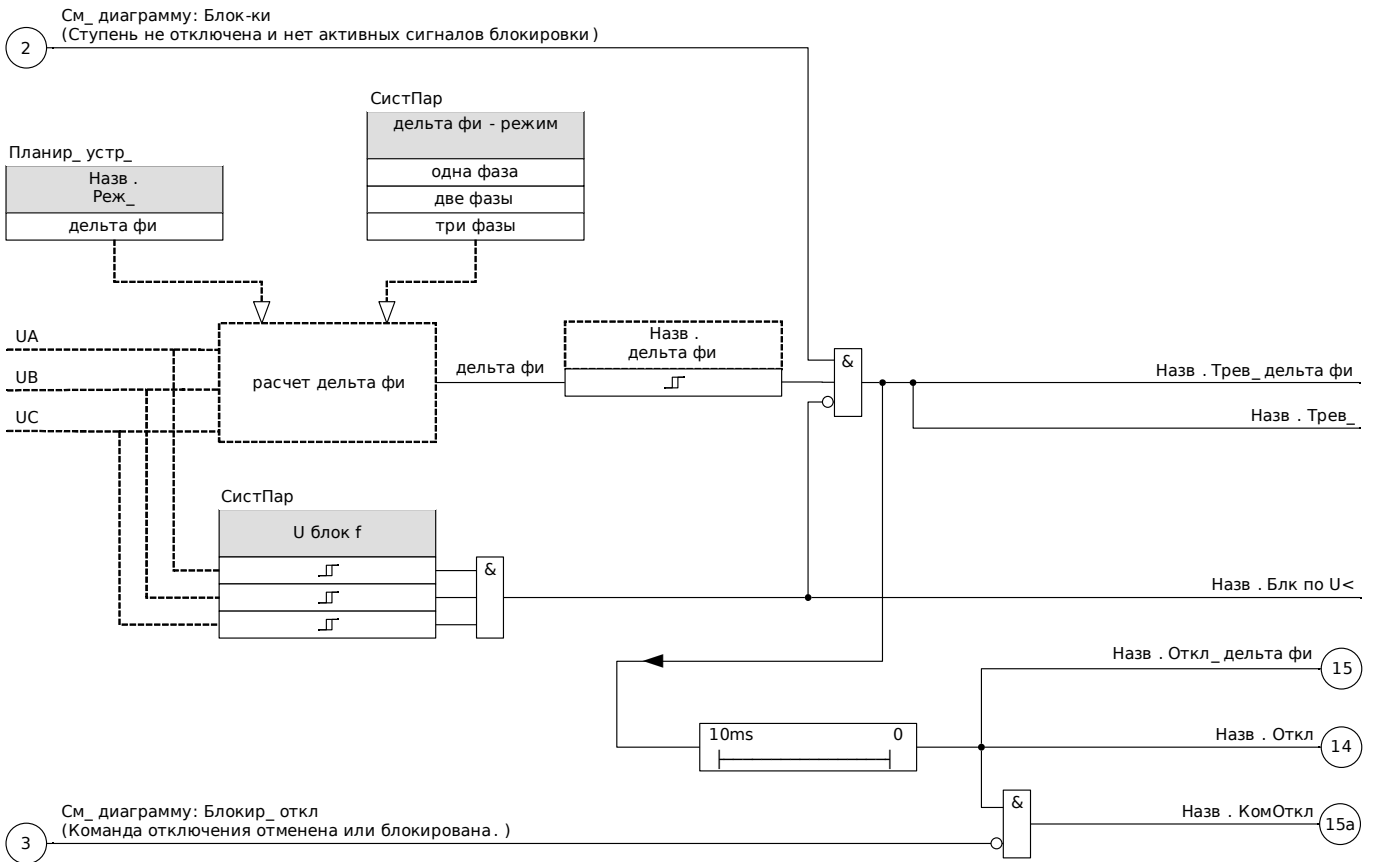 См_ диаграмму: Блок-ки
(Ступень не отключена и нет активных сигналов блокировки)
2
СистПар
дельта фи - режим
одна фаза
две фазы
три фазы
Планир_ устр_
Назв .
Реж_
дельта фи
UA
UB
UC
расчет дельта фи
дельта фи
Назв .
дельта фи
&
Назв . Трев_ дельта фи
Назв . Трев_
СистПар
U блок f
&
Назв . Блк по U<
Назв . Откл_ дельта фи
15
10ms 0
Назв . Откл
14
&
Назв . КомОткл
15a
См_ диаграмму: Блокир_ откл
(Команда отключения отменена или блокирована. )
3